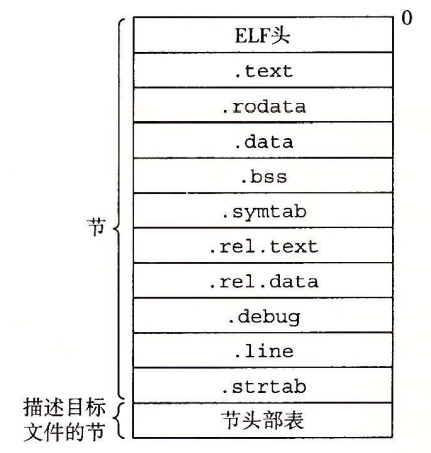 0
ELF头
.text
.rodata
.data
.bss
.symtab
节
.rel.text
.rel.data
.debug
.line
.strtab
描述目标
文件的节
节头部表